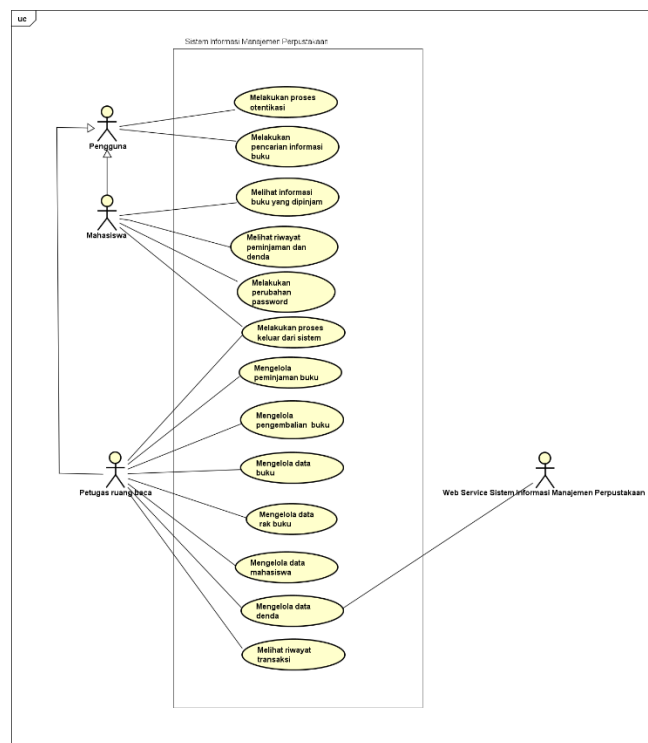 uc
Sistem Informasi Manajemen Perpustakaan
Melakukan proses
otentikasi
Pengguna
Melakukan
pencarian informasi
buku
Melihat informasi
buku yang dipinjam
Mahasiswa
Melihat riwayat
peminjaman dan
denda
Melakukan
perubahan
password
Melakukan proses
keluar dari sistem
Mengelola
peminjaman buku
Mengelola
pengembalian buku
Mengelola data
buku
Petugas ruang baca
Web Service Sistem Informasi Manajemen Perpustakaan
Mengelola data
rak buku
Mengelola data
mahasiswa
Mengelola data
denda
Melihat riwayat
transaksi